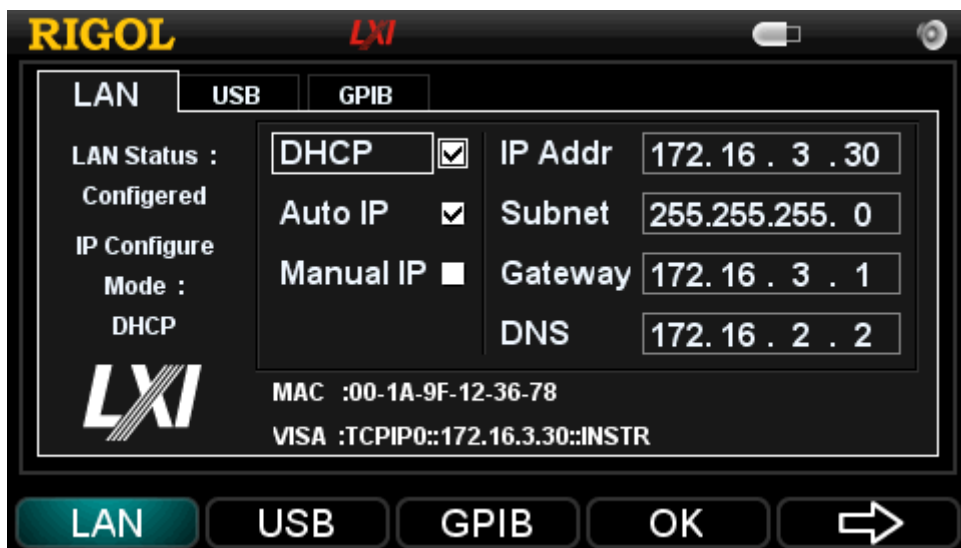 RIGOL LXI
LAN USB GPIB
LAN Status :
Configered
IP Configure
Mode :
DHCP
LXI
DHCP
Auto IP
Manual IP
IP Addr 172. 16 . 3 . 30
Subnet 255.255.255. 0
Gateway 172. 16 . 3 . 1
DNS 172. 16 . 2 . 2
MAC :00-1A-9F-12-36-78
VISA :TCPIP0::172.16.3.30::INSTR
LAN USB GPIB OK